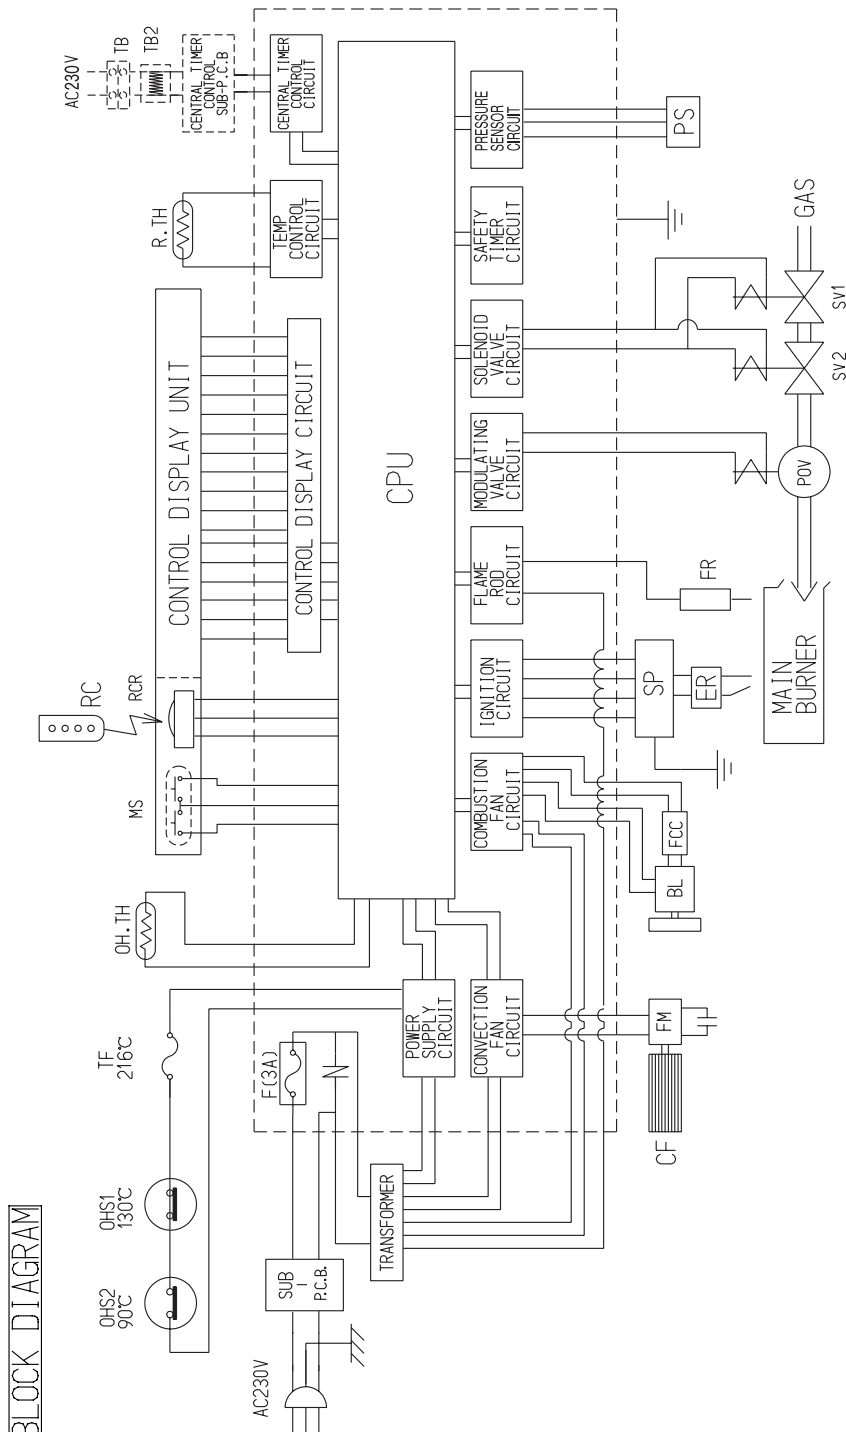 BLOCK DIAGRAM
AC230V
SUB
P.C.B.
TRANSFORMER
OHS2
90℃
OHS1
130℃
TF
216℃
F(3A)
OH.TH
POWER
SUPPLY
CIRCUIT
CONVECTION
FAN
CIRCUIT
FM
CF
MS
RCR
RC
CONTROL DISPLAY UNIT
CONTROL DISPLAY CIRCUIT
R.TH
TEMP
CONTROL
CIRCUIT
AC230V
TB
TB2
CENTRAL TIMER
CONTROL
SUB-P.C.B
CENTRAL TIMER
CONTROL
CIRCUIT
CPU
COMBUSTION
FAN
CIRCUIT
IGNITION
CIRCUIT
FLAME
ROD
CIRCUIT
MODULATING
VALVE
CIRCUIT
SOLENOID
VALVE
CIRCUIT
SAFETY
TIMER
CIRCUIT
PRESSURE
SENSOR
CIRCUIT
BL
FCC
SP
ER
FR
PS
MAIN
BURNER
POV
SV2
SV1
GAS